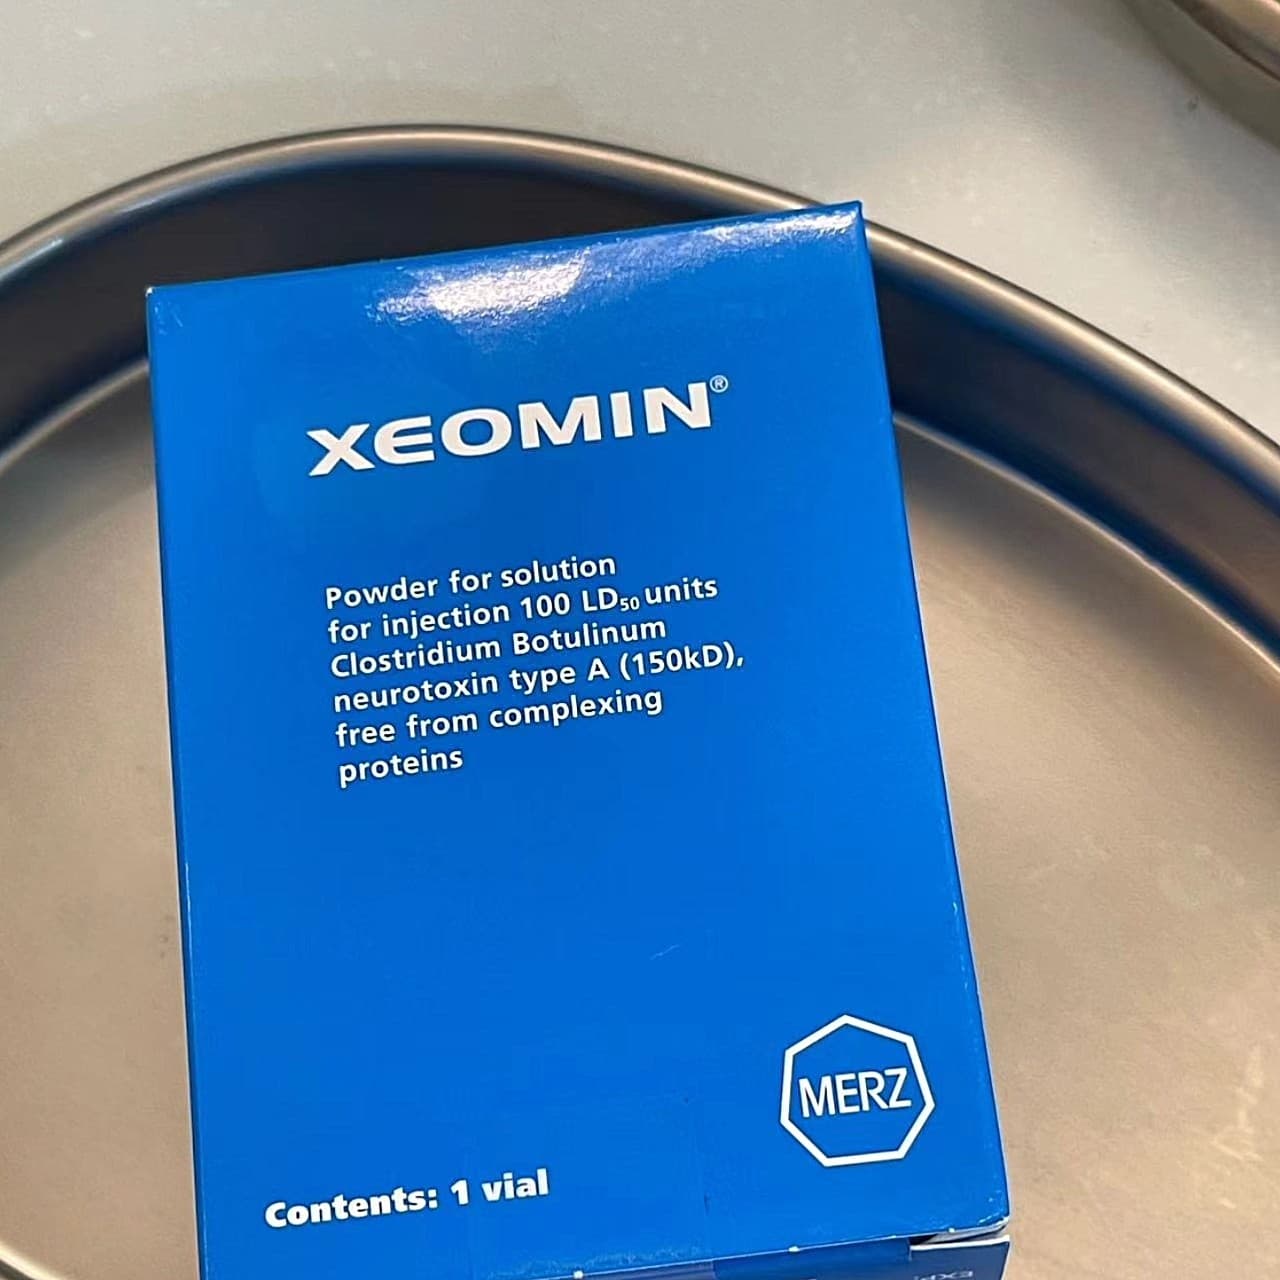 XEOMIN®
Powder for solution
for injection 100 LD₅₀ units
Clostridium Botulinum
neurotoxin type A (150kD),
free from complexing
proteins
MERZ
Contents: 1 vial